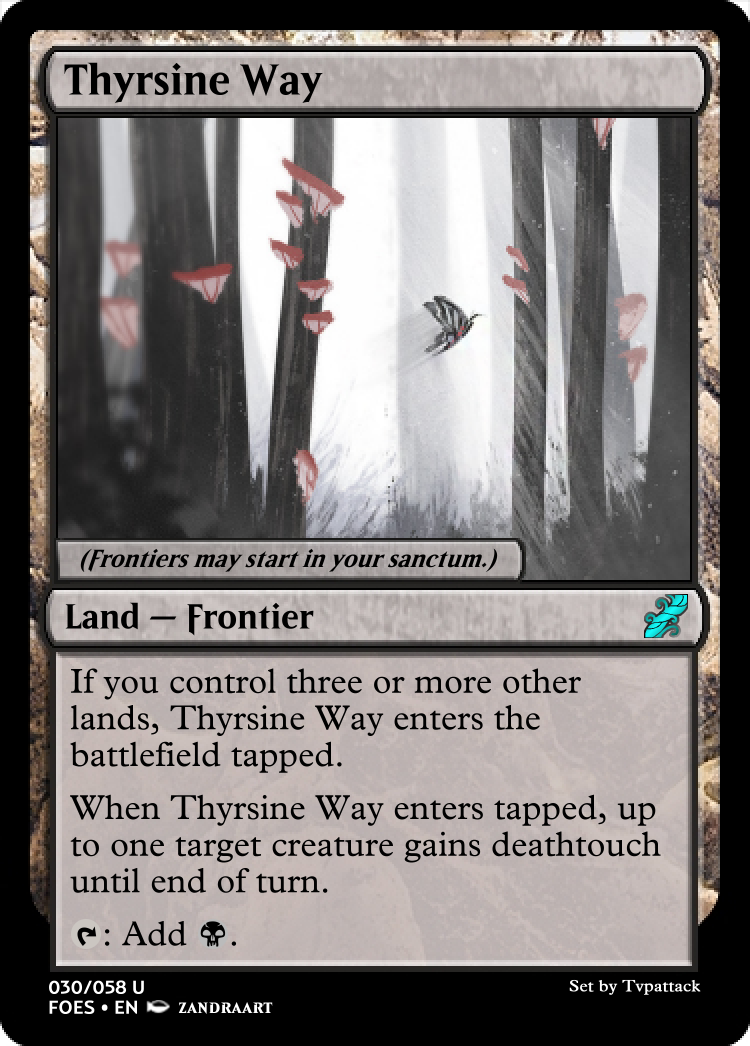 Thyrsine Way
(Frontiers may start in your sanctum.)
Land — Frontier
If you control three or more other
lands, Thyrsine Way enters the
battlefield tapped.
When Thyrsine Way enters tapped, up
to one target creature gains deathtouch
until end of turn.
: Add .
030/058 U
Set by Tvpattack
FOES • EN ZANDRAART